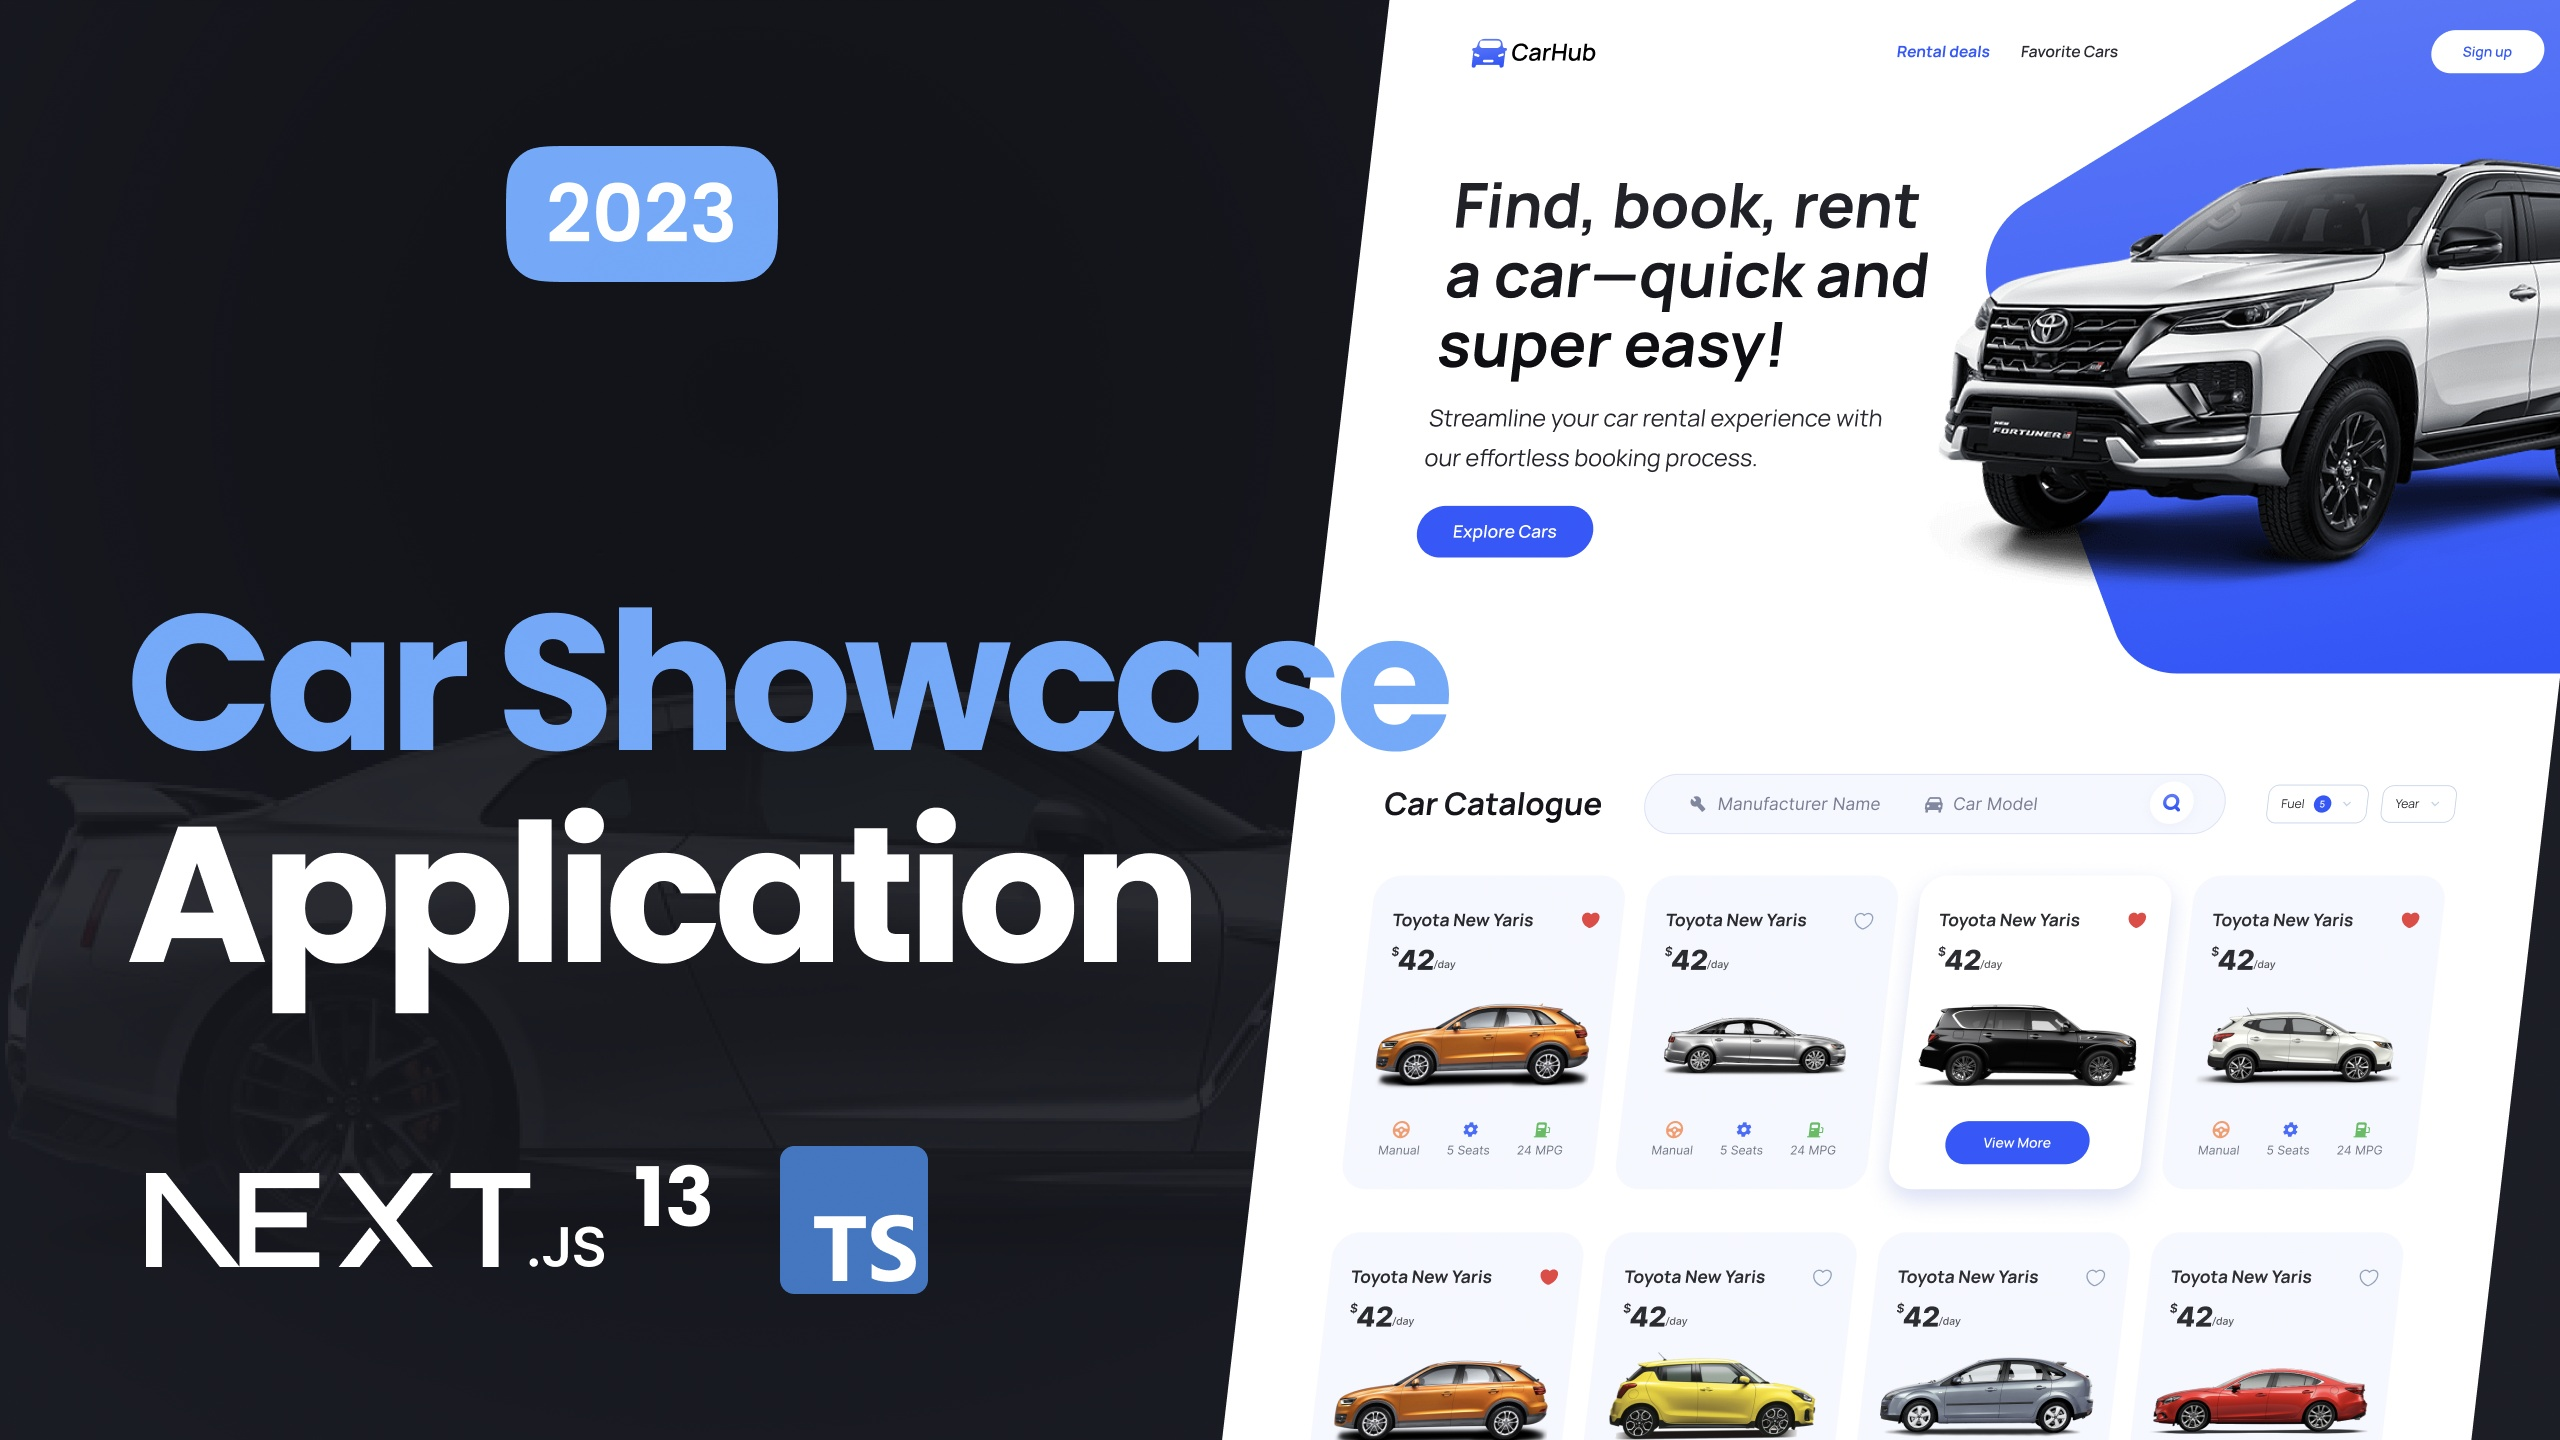 2023
Car Showcase
Application
NEXT.JS 13
TS
CarHub
Rental deals
Favorite Cars
Sign up
Find, book, rent
a car—quick and
super easy!
Streamline your car rental experience with
our effortless booking process.
Explore Cars
NEW
FORTUNER
Car Catalogue
Manufacturer Name
Car Model
Fuel 5
Year
Toyota New Yaris
$42/day
Manual
5 Seats
24 MPG
Toyota New Yaris
$42/day
Manual
5 Seats
24 MPG
Toyota New Yaris
$42/day
View More
Toyota New Yaris
$42/day
Manual
5 Seats
24 MPG
Toyota New Yaris
$42/day
Toyota New Yaris
$42/day
Toyota New Yaris
$42/day
Toyota New Yaris
$42/day